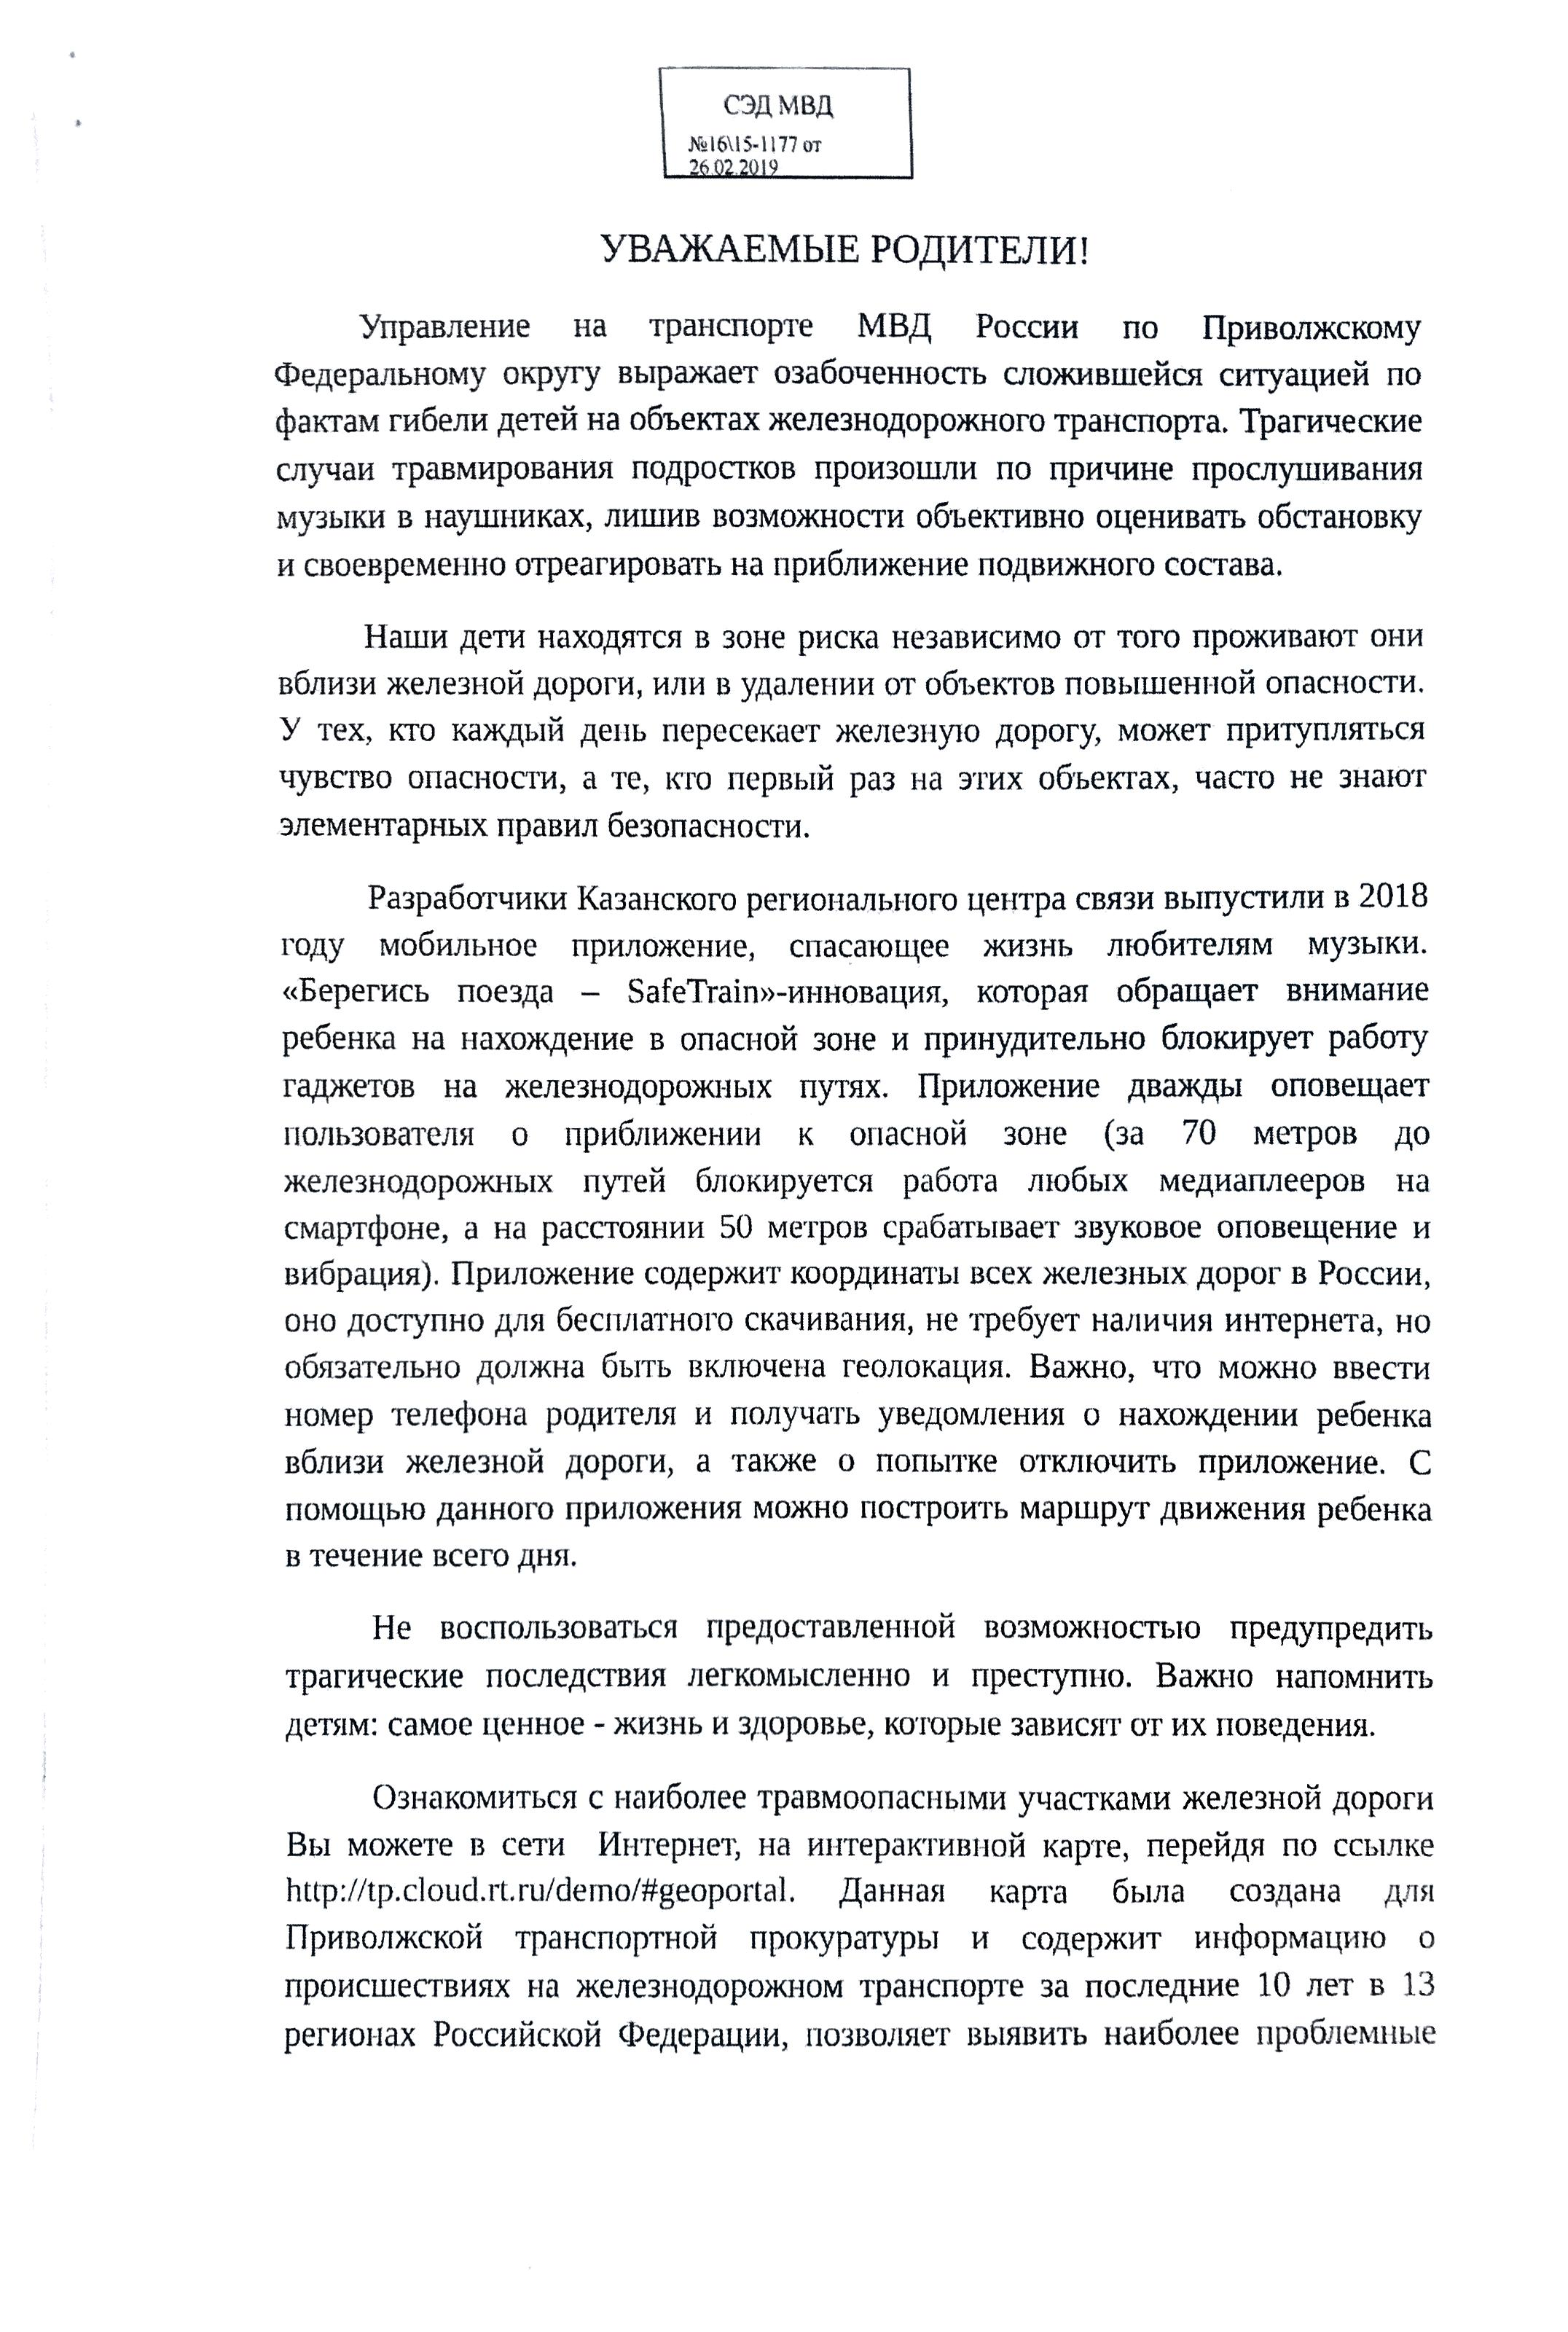 СЭД МВД
№16\15-1177 от
26.02.2019
УВАЖАЕМЫЕ РОДИТЕЛИ!
Управление на транспорте МВД России по Приволжскому
Федеральному округу выражает озабоченность сложившейся ситуацией по
фактам гибели детей на объектах железнодорожного транспорта. Трагические
случаи травмирования подростков произошли по причине прослушивания
музыки в наушниках, лишив возможности объективно оценивать обстановку
и своевременно отреагировать на приближение подвижного состава.
Наши дети находятся в зоне риска независимо от того проживают они
вблизи железной дороги, или в удалении от объектов повышенной опасности.
У тех, кто каждый день пересекает железную дорогу, может притупляться
чувство опасности, а те, кто первый раз на этих объектах, часто не знают
элементарных правил безопасности.
Разработчики Казанского регионального центра связи выпустили в 2018
году мобильное приложение, спасающее жизнь любителям музыки.
«Берегись поезда – SafeTrain»-инновация, которая обращает внимание
ребенка на нахождение в опасной зоне и принудительно блокирует работу
гаджетов на железнодорожных путях. Приложение дважды оповещает
пользователя о приближении к опасной зоне (за 70 метров до
железнодорожных путей блокируется работа любых медиаплееров на
смартфоне, а на расстоянии 50 метров срабатывает звуковое оповещение и
вибрация). Приложение содержит координаты всех железных дорог в России,
оно доступно для бесплатного скачивания, не требует наличия интернета, но
обязательно должна быть включена геолокация. Важно, что можно ввести
номер телефона родителя и получать уведомления о нахождении ребенка
вблизи железной дороги, а также о попытке отключить приложение. С
помощью данного приложения можно построить маршрут движения ребенка
в течение всего дня.
Не воспользоваться предоставленной возможностью предупредить
трагические последствия легкомысленно и преступно. Важно напомнить
детям: самое ценное - жизнь и здоровье, которые зависят от их поведения.
Ознакомиться с наиболее травмоопасными участками железной дороги
Вы можете в сети Интернет, на интерактивной карте, перейдя по ссылке
http://tp.cloud.rt.ru/demo/#geoportal. Данная карта была создана для
Приволжской транспортной прокуратуры и содержит информацию о
происшествиях на железнодорожном транспорте за последние 10 лет в 13
регионах Российской Федерации, позволяет выявить наиболее проблемные